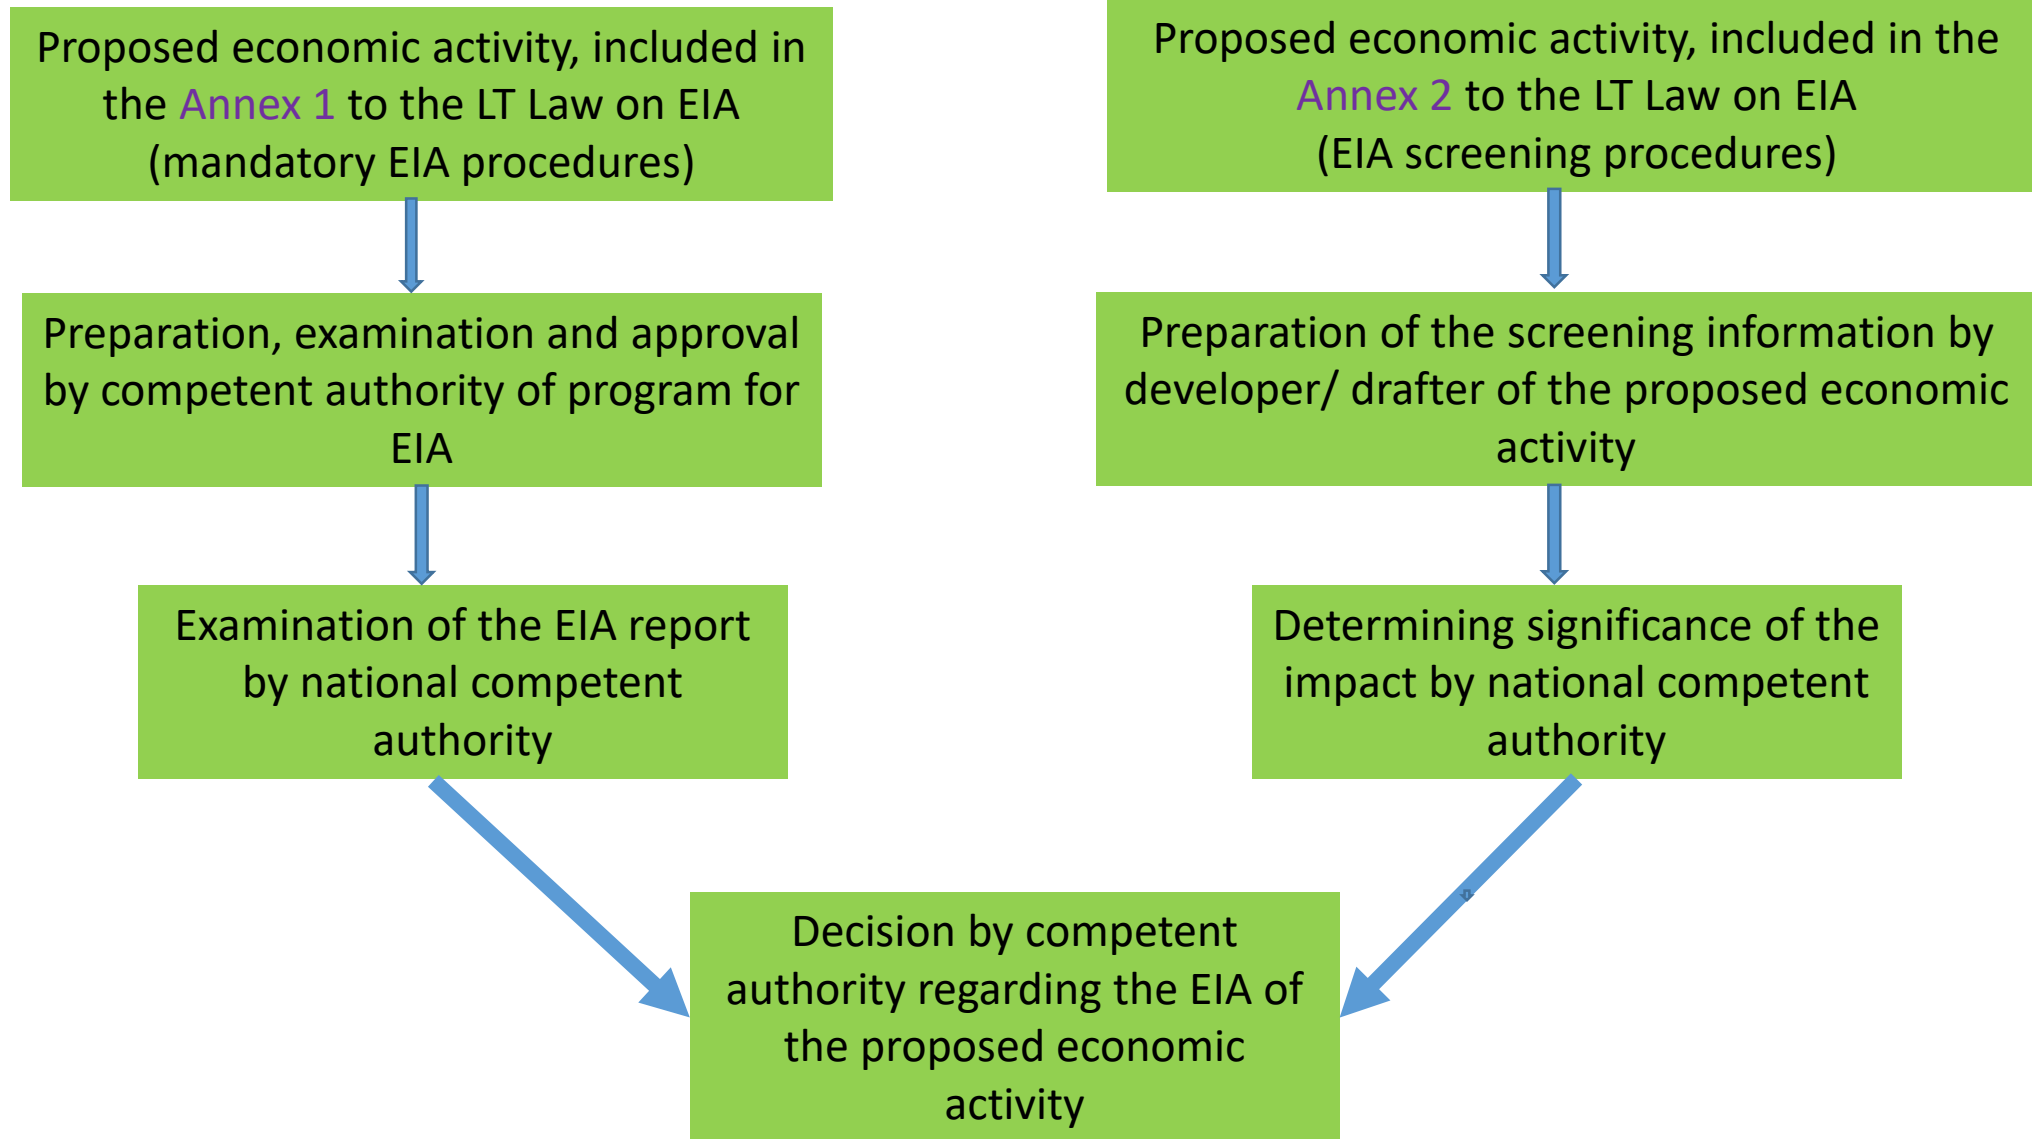 Proposed economic activity, included in
the Annex 1 to the LT Law on EIA
(mandatory EIA procedures)
Preparation, examination and approval
by competent authority of program for
EIA
Examination of the EIA report
by national competent
authority
Proposed economic activity, included in the
Annex 2 to the LT Law on EIA
(EIA screening procedures)
Preparation of the screening information by
developer/ drafter of the proposed economic
activity
Determining significance of the
impact by national competent
authority
Decision by competent
authority regarding the EIA of
the proposed economic
activity